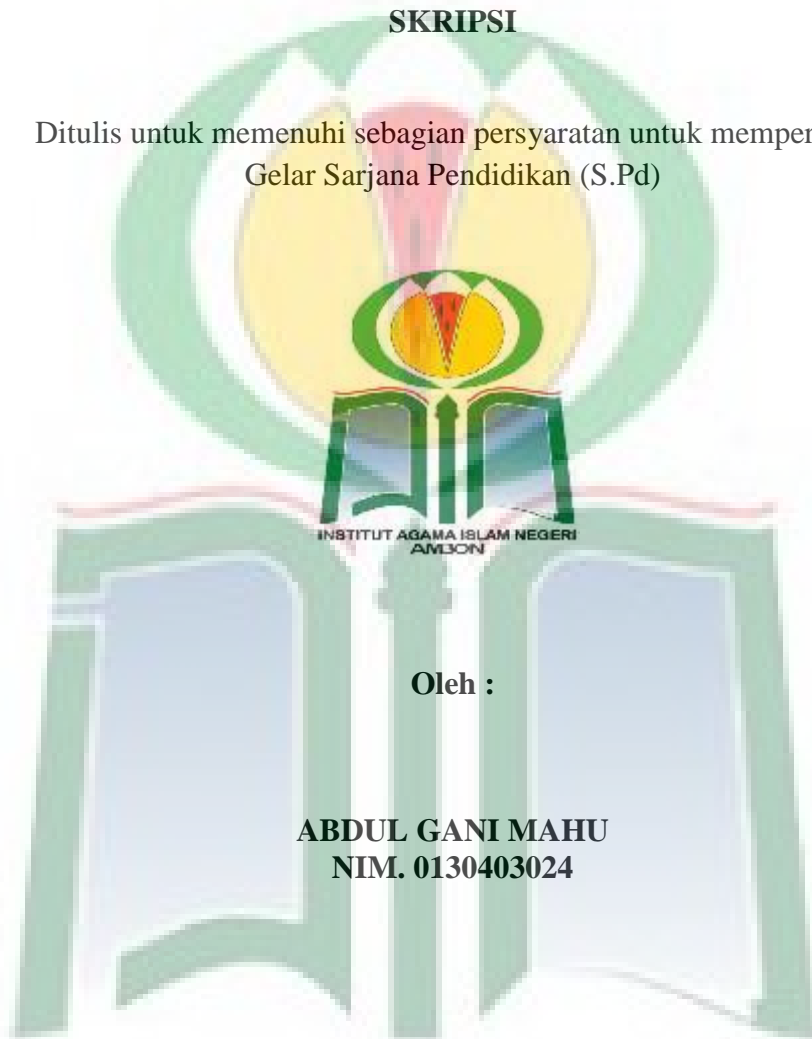 SKRIPSI
Ditulis untuk memenuhi sebagian persyaratan untuk memper
Gelar Sarjana Pendidikan (S.Pd)
INSTITUT AGAMA ISLAM NEGERI
AMBON
Oleh :
ABDUL GANI MAHU
NIM. 0130403024